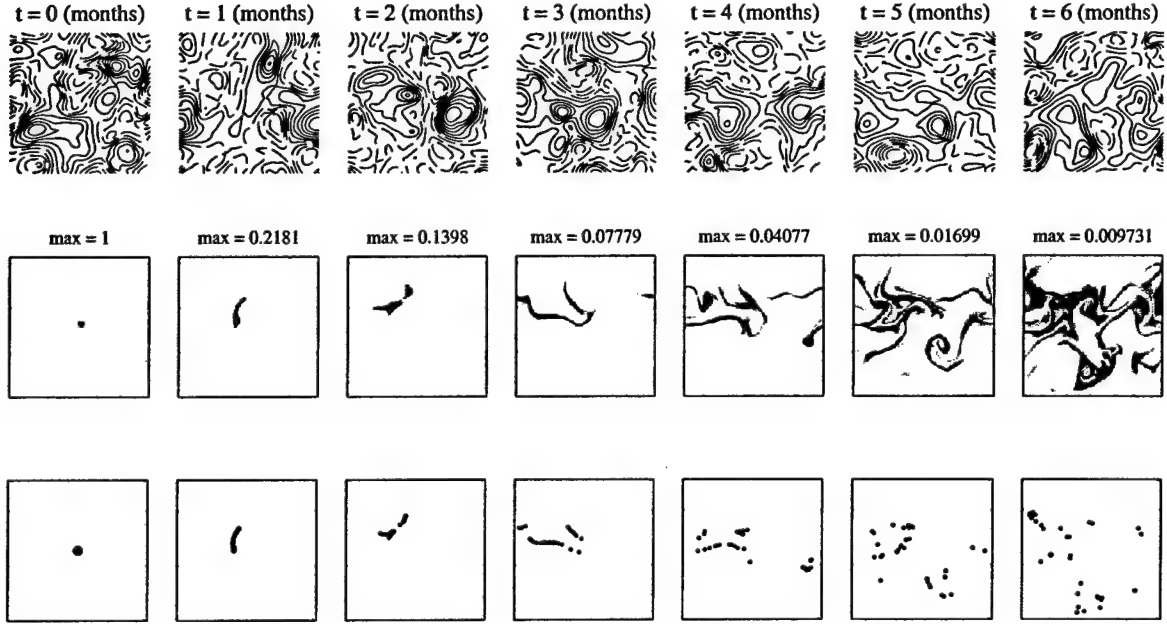 t = 0 (months) t = 1 (months) t = 2 (months) t = 3 (months) t = 4 (months) t = 5 (months) t = 6 (months)
max = 1 max = 0.2181 max = 0.1398 max = 0.07779 max = 0.04077 max = 0.01699 max = 0.009731